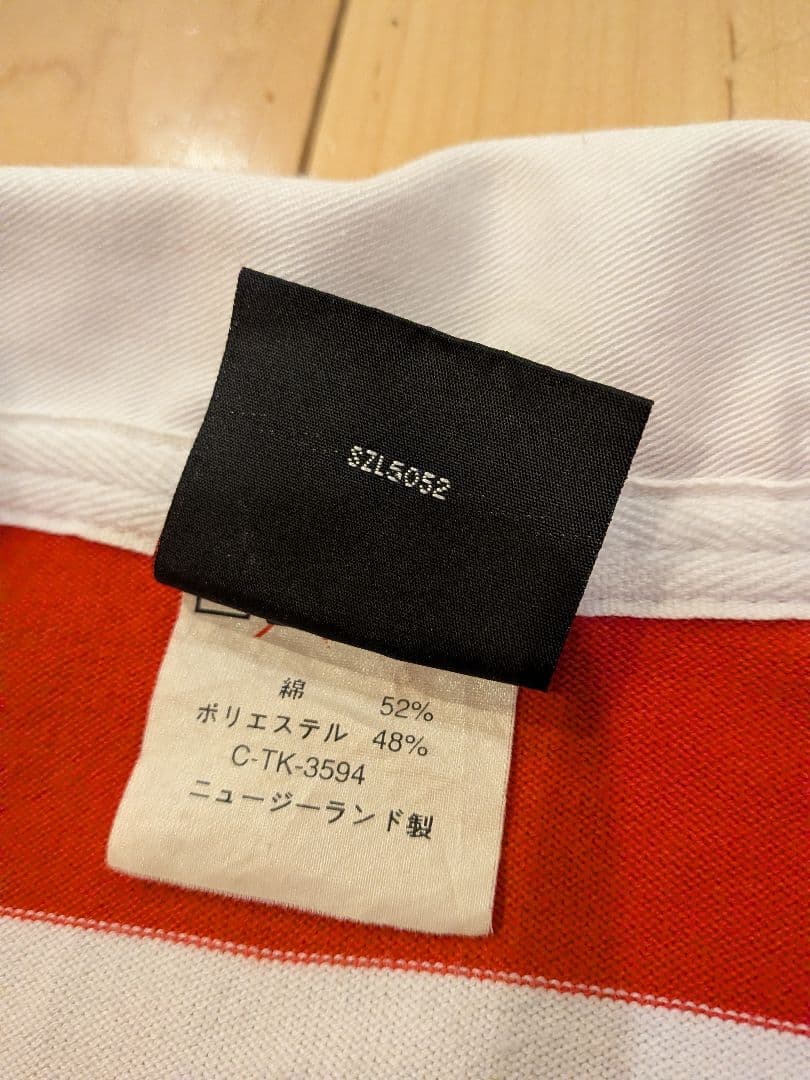 SZL5052
綿 52%
ポリエステル 48%
C-TK-3594
ニュージーランド製